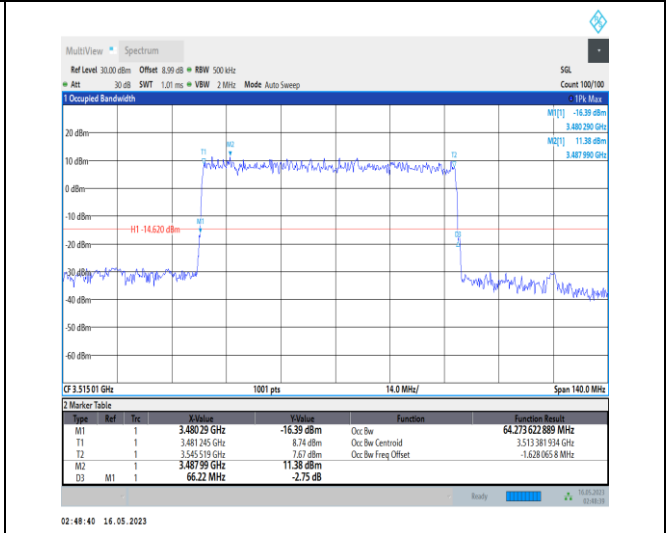 MultiView Spectrum
Ref Level 30.00 dBm Offset 8.99 dB RBW 500 kHz SGL
Att 30 dB SWT 1.01 ms VBW 2 MHz Mode Auto Sweep Count 100/100
1 Occupied Bandwidth 1Pk Max
M1[1] -16.39 dBm
3.480 290 GHz
M2[1] 11.38 dBm
3.487 990 GHz
20 dBm
T1 M2 T2
10 dBm
0 dBm
-10 dBm
M1
H1 -14.620 dBm
D3
-20 dBm
-30 dBm
-40 dBm
-50 dBm
-60 dBm
CF 3.515 01 GHz 1001 pts 14.0 MHz/ Span 140.0 MHz
2 Marker Table
Type Ref Trc X-Value Y-Value Function Function Result
M1 1 3.480 29 GHz -16.39 dBm Occ Bw 64.273 622 889 MHz
T1 1 3.481 245 GHz 8.74 dBm Occ Bw Centroid 3.513 381 934 GHz
T2 1 3.545 519 GHz 7.67 dBm Occ Bw Freq Offset -1.628 065 8 MHz
M2 1 3.487 99 GHz 11.38 dBm
D3 M1 1 66.22 MHz -2.75 dB
Ready 16.05.2023
02:48:39
02:48:40 16.05.2023